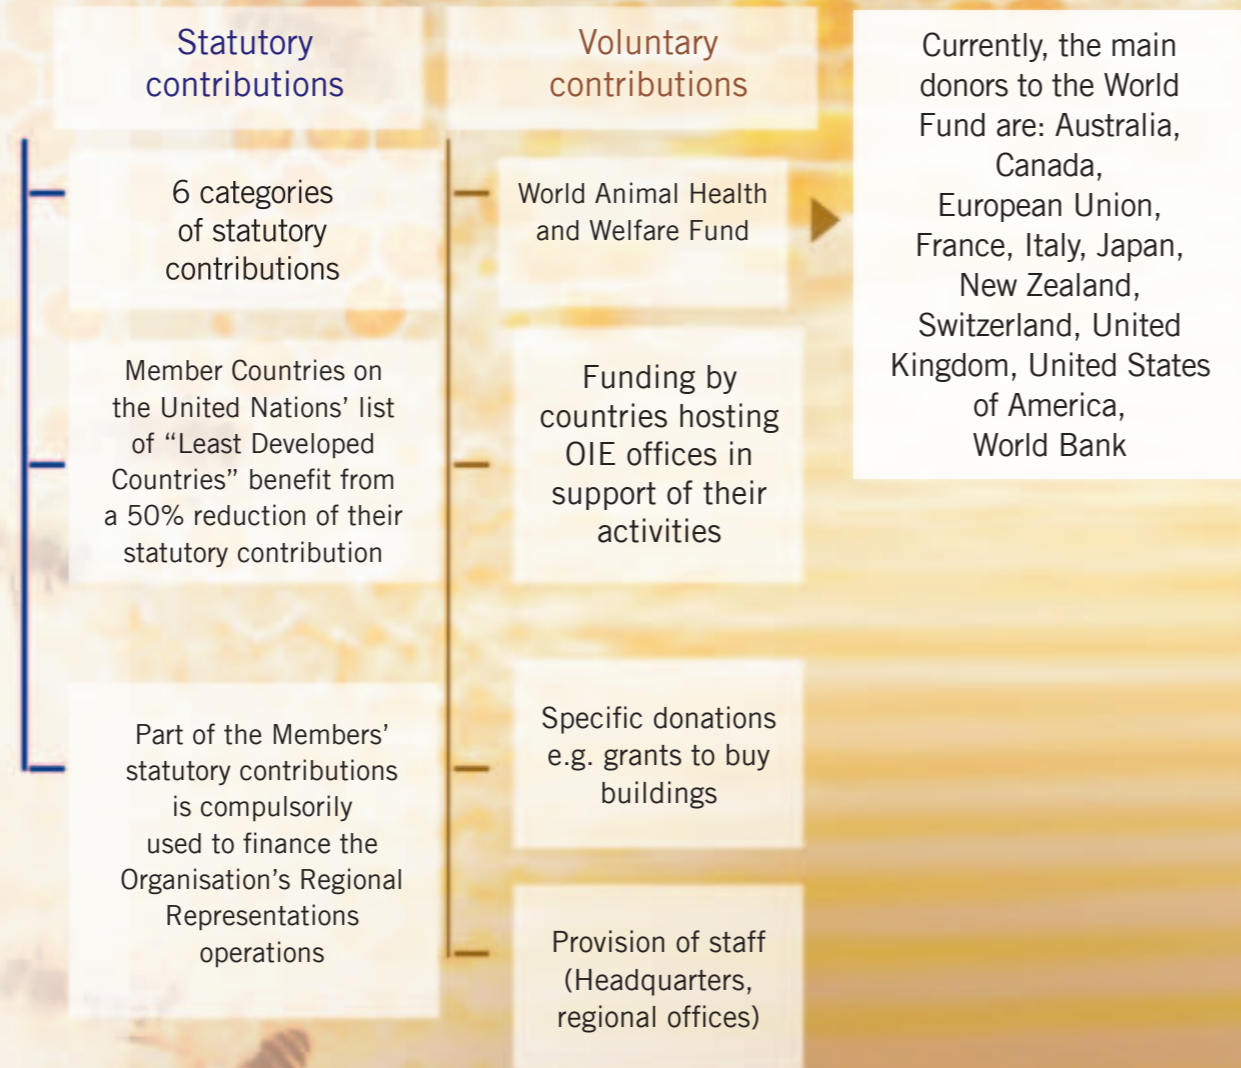 Statutory
contributions
6 categories
of statutory
contributions
Member Countries on
the United Nations’ list
of “Least Developed
Countries” benefit from
a 50% reduction of their
statutory contribution
Part of the Members’
statutory contributions
is compulsorily
used to finance the
Organisation’s Regional
Representations
operations
Voluntary
contributions
World Animal Health
and Welfare Fund
Funding by
countries hosting
OIE offices in
support of their
activities
Specific donations
e.g. grants to buy
buildings
Provision of staff
(Headquarters,
regional offices)
Currently, the main
donors to the World
Fund are: Australia,
Canada,
European Union,
France, Italy, Japan,
New Zealand,
Switzerland, United
Kingdom, United States
of America,
World Bank